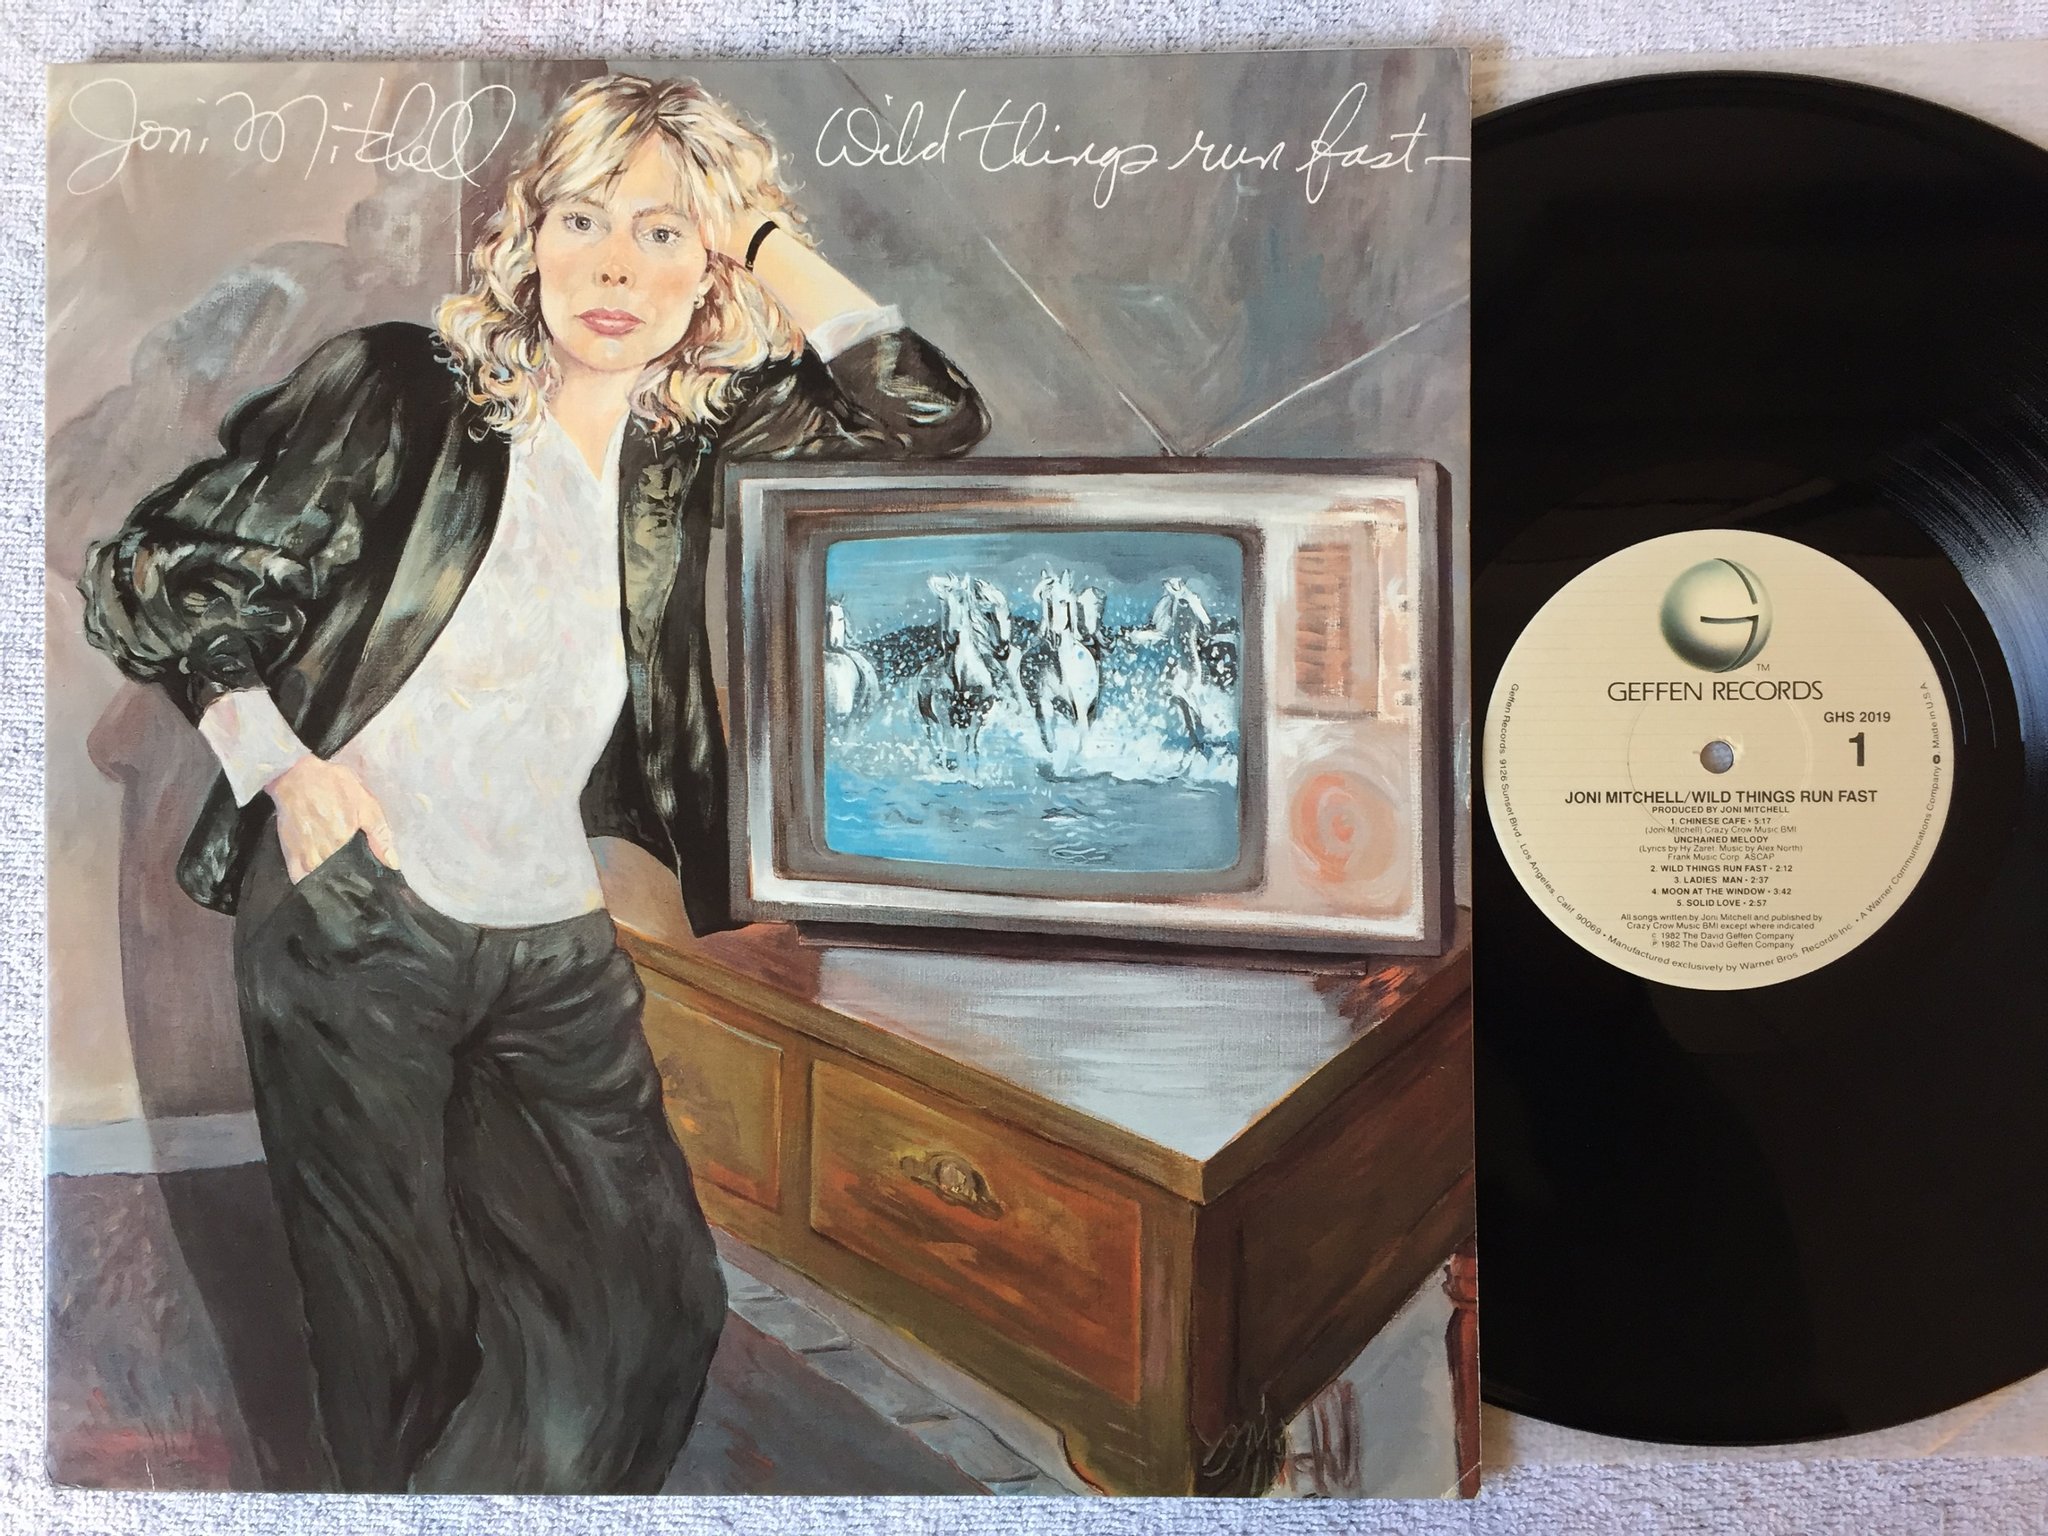 Joni Mitchell
Wild things run fast
G
TM
GEFFEN RECORDS
GHS 2019
1
JONI MITCHELL/WILD THINGS RUN FAST
PRODUCED BY JONI MITCHELL
1. CHINESE CAFE • 5:17
(Joni Mitchell) Crazy Crow Music BMI
UNCHAINED MELODY
(Lyrics by Hy Zaret. Music by Alex North)
Frank Music Corp. ASCAP
2. WILD THINGS RUN FAST • 2:12
3. LADIES' MAN • 2:37
4. MOON AT THE WINDOW • 3:42
5. SOLID LOVE • 2:57
All songs written by Joni Mitchell and published by
Crazy Crow Music BMI except where indicated
© 1982 The David Geffen Company
℗ 1982 The David Geffen Company
Geffen Records 9126 Sunset Blvd. • Los Angeles, Calif. 90069 • Manufactured exclusively by Warner Bros. Records Inc. • A Warner Communications Company • Made in U.S.A.